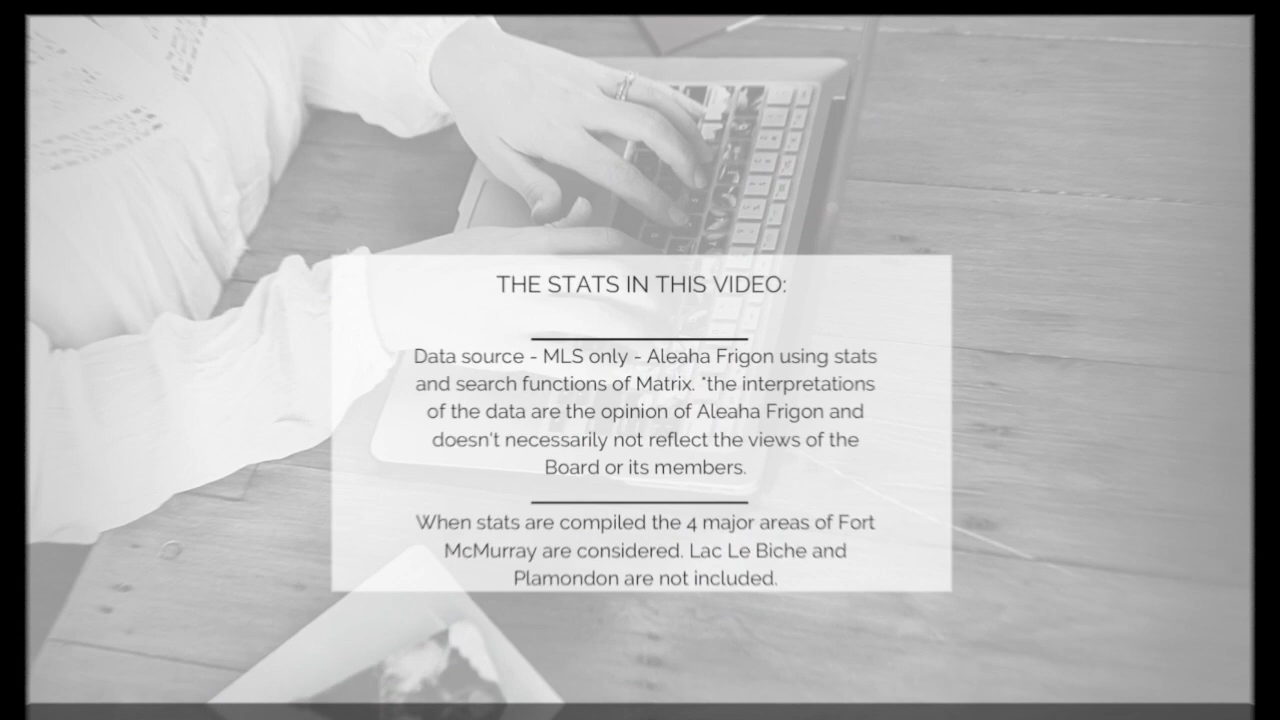 THE STATS IN THIS VIDEO:
Data source - MLS only - Aleaha Frigon using stats
and search functions of Matrix. *the interpretations
of the data are the opinion of Aleaha Frigon and
doesn't necessarily not reflect the views of the
Board or its members.
When stats are compiled the 4 major areas of Fort
McMurray are considered. Lac Le Biche and
Plamondon are not included.